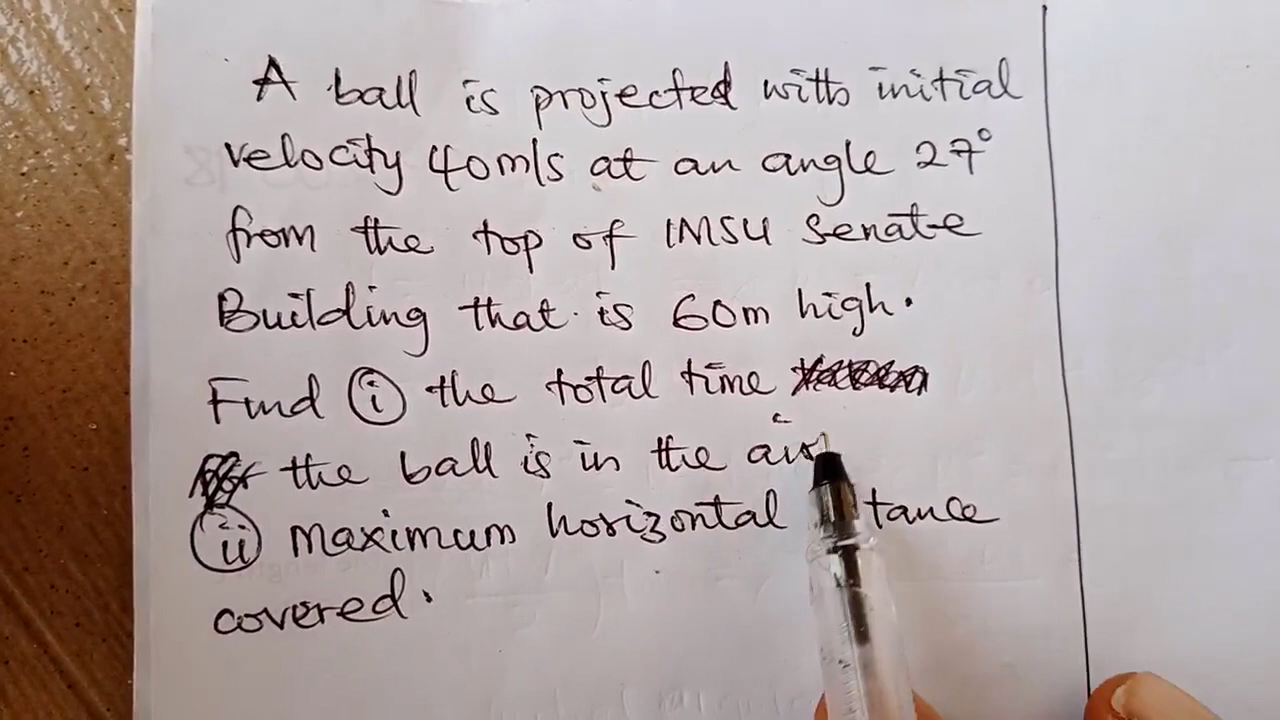 A ball is projected with initial
velocity 40m/s at an angle 27°
from the top of IMSU Senate
Building that is 60m high.
Find (i) the total time
the ball is in the air
(ii) maximum horizontal tance
covered.